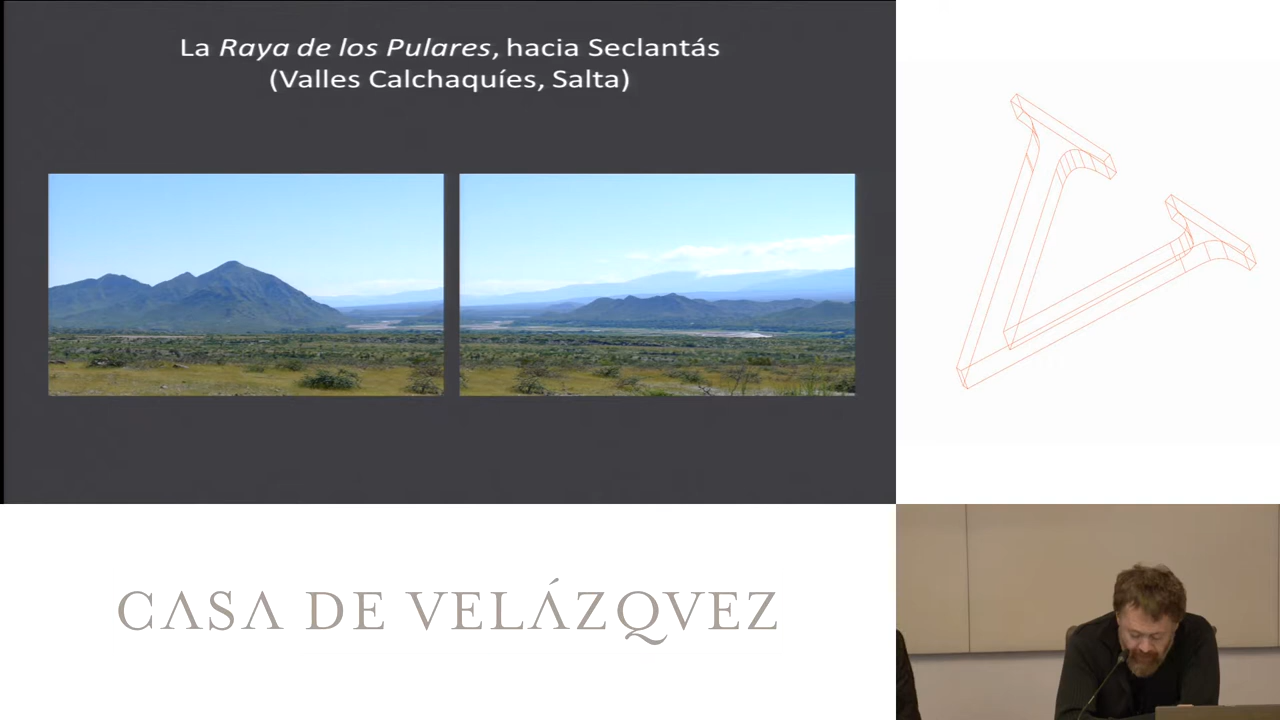 La Raya de los Pulares, hacia Seclantás
(Valles Calchaquíes, Salta)
CASA DE VELÁZQVEZ